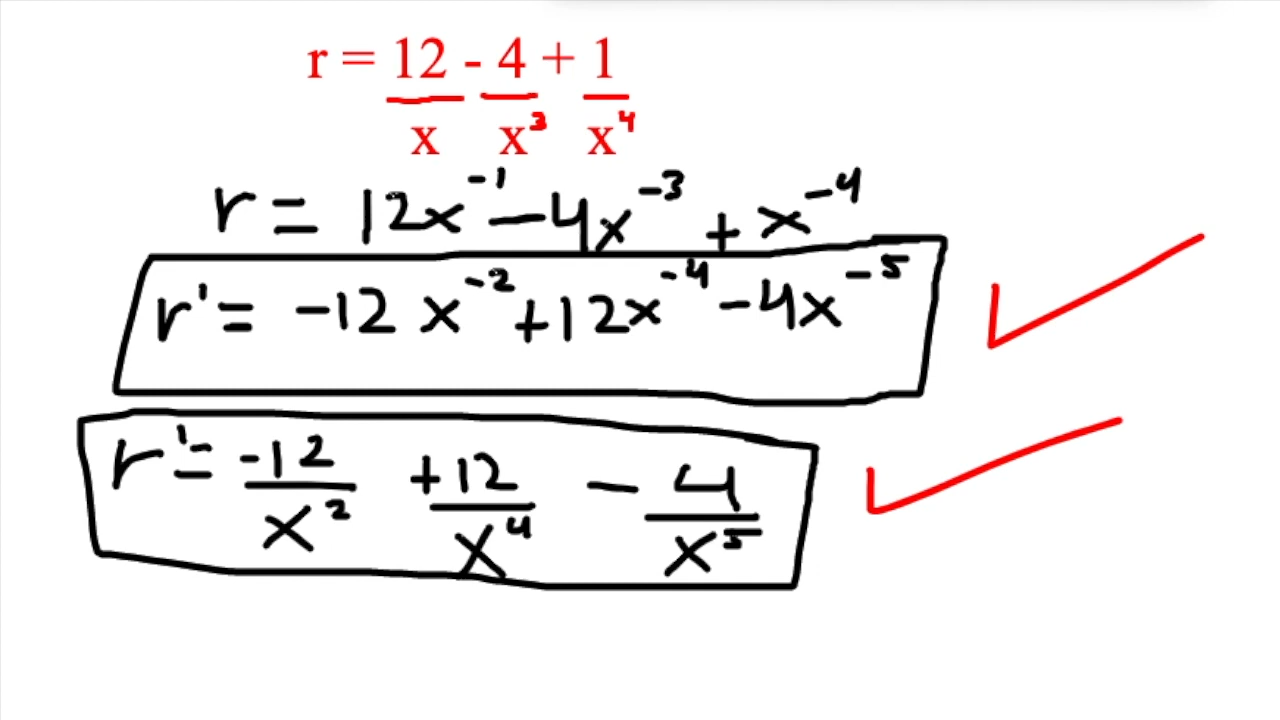 r = 12 - 4 + 1
x x³ x⁴
r = 12x⁻¹ - 4x⁻³ + x⁻⁴
r' = -12x⁻² + 12x⁻⁴ - 4x⁻⁵
r' = -12/x² + 12/x⁴ - 4/x⁵